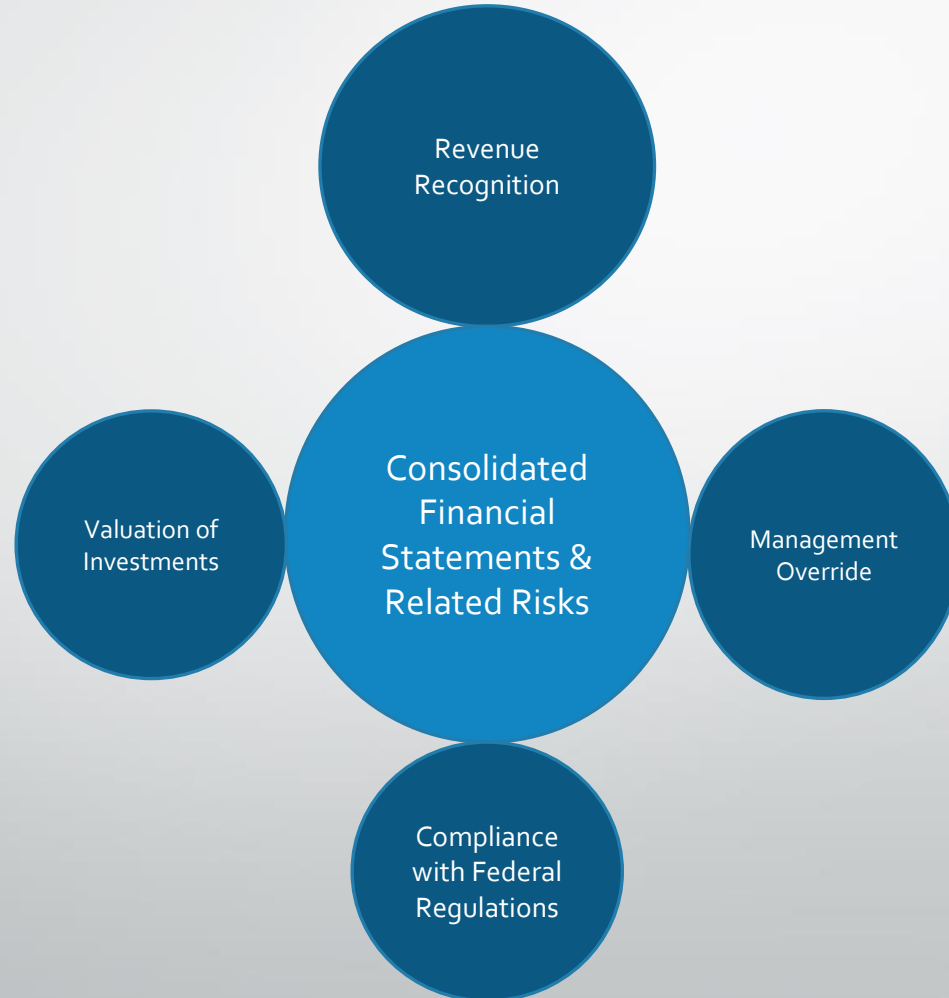 Revenue
Recognition
Consolidated
Financial
Statements &
Related Risks
Valuation of
Investments
Management
Override
Compliance
with Federal
Regulations